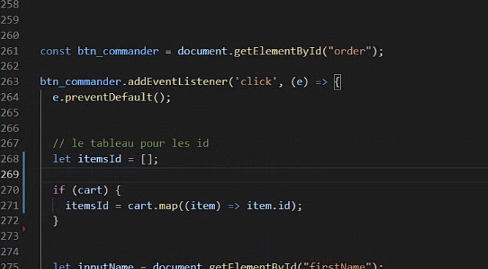 258
259
260
261 const btn_commander = document.getElementById("order");
262
263 btn_commander.addEventListener('click', (e) => {
264 e.preventDefault();
265
266
267 // le tableau pour les id
268 let itemsId = [];
269
270 if (cart) {
271 itemsId = cart.map((item) => item.id);
272 }
273
274
275 let inputName = document.getElementById("firstName");